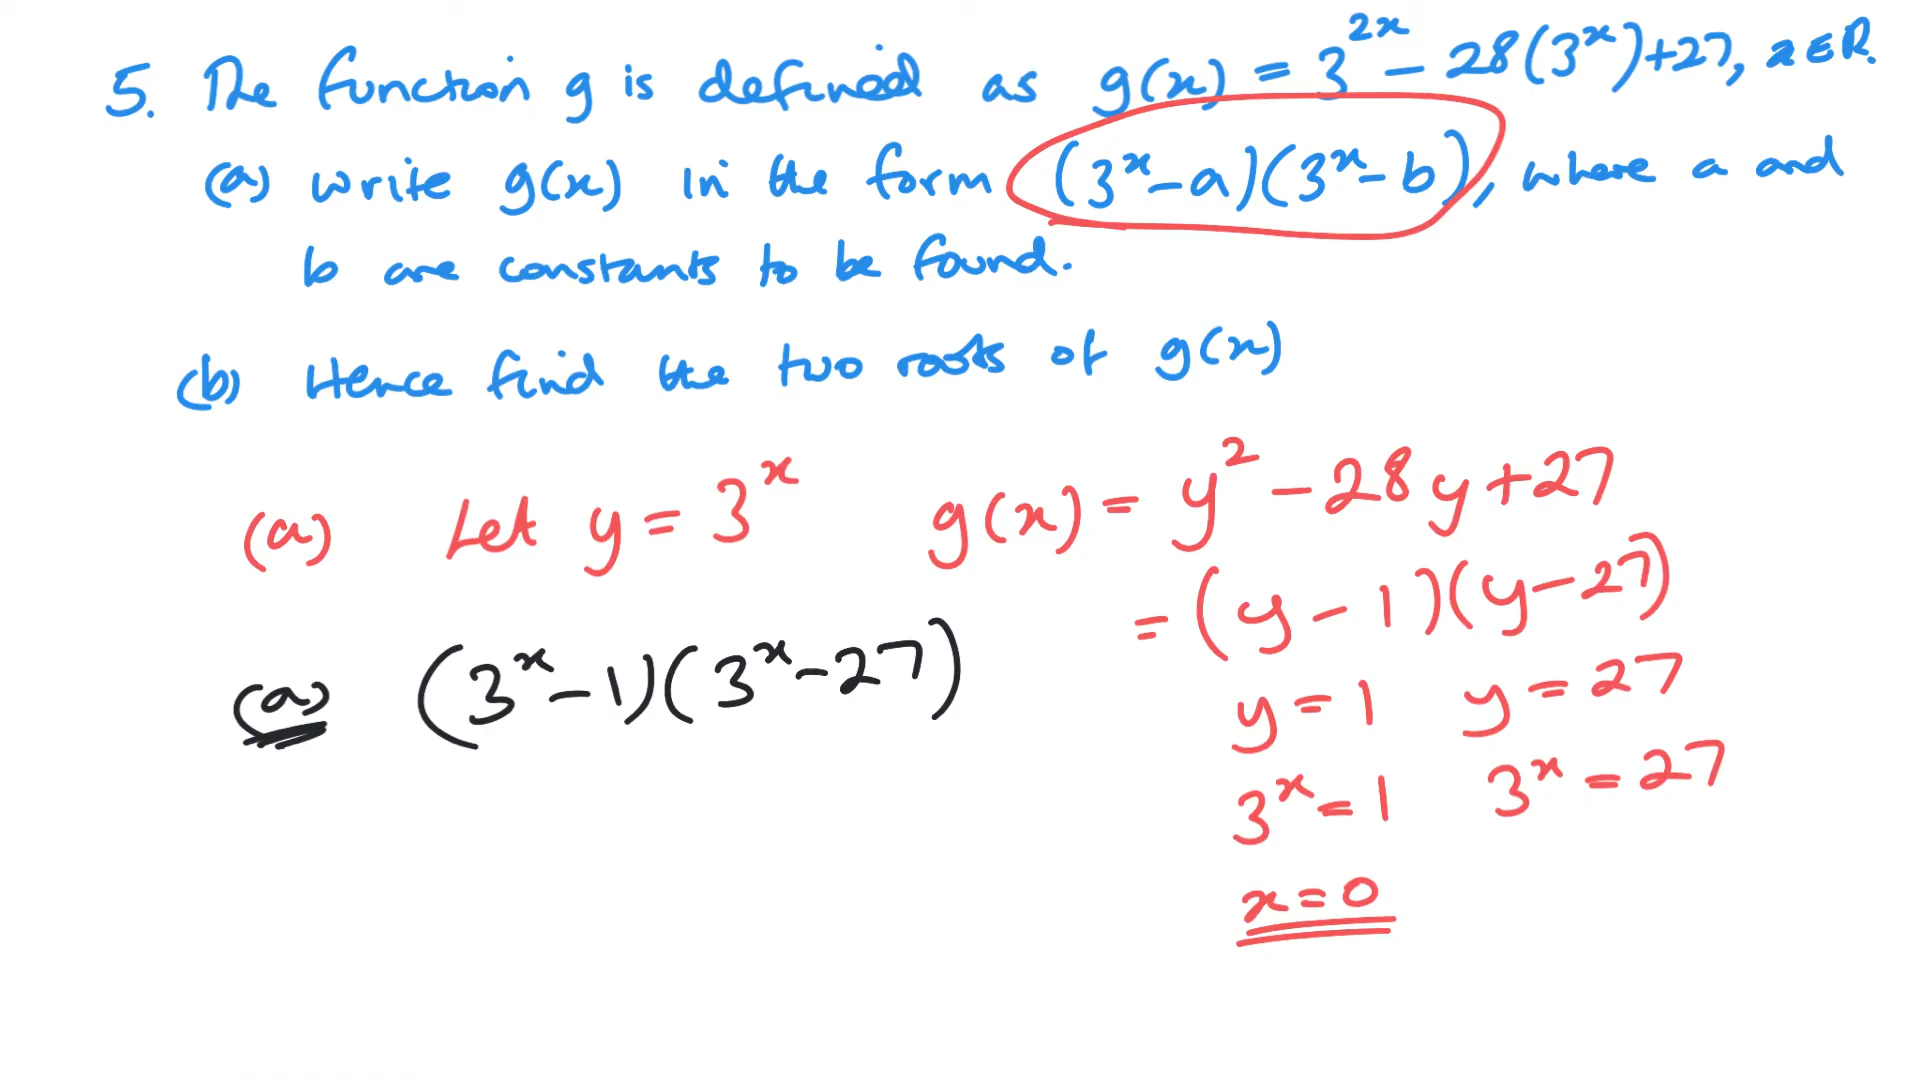 5. The function g is defined as g(x) = 3^{2x} - 28(3^x) + 27, x ∈ R.
(a) write g(x) in the form (3^x - a)(3^x - b), where a and
b are constants to be found.
(b) Hence find the two roots of g(x)
(a) Let y = 3^x g(x) = y^2 - 28y + 27
= (y - 1)(y - 27)
(a) (3^x - 1)(3^x - 27)
y = 1 y = 27
3^x = 1 3^x = 27
x = 0